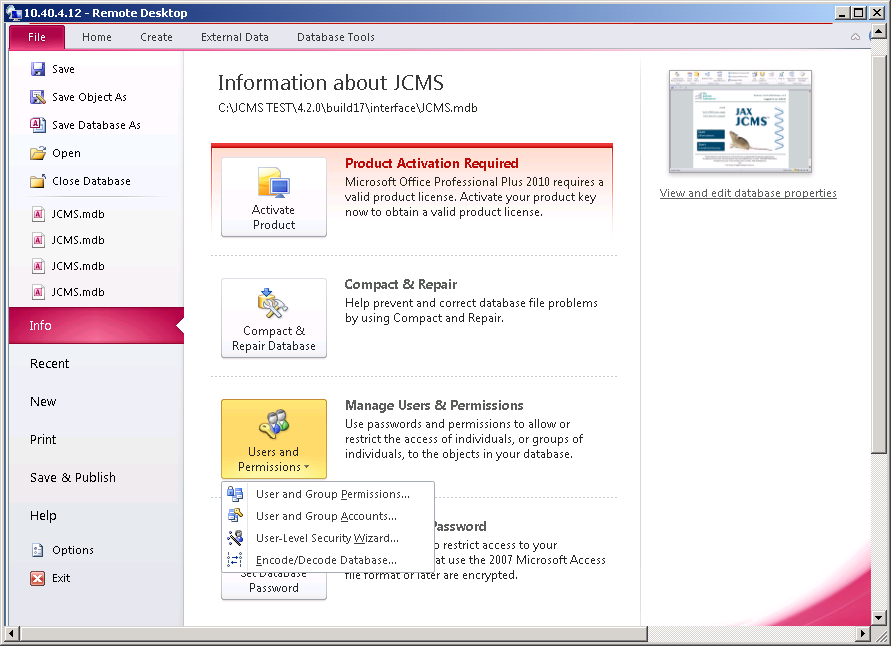 10.40.4.12 - Remote Desktop
File Home Create External Data Database Tools
Save
Save Object As
Save Database As
Open
Close Database
JCMS.mdb
JCMS.mdb
JCMS.mdb
JCMS.mdb
Info
Recent
New
Print
Save & Publish
Help
Options
Exit
Information about JCMS
C:\JCMS TEST\4.2.0\build17\interface\JCMS.mdb
Activate
Product
Product Activation Required
Microsoft Office Professional Plus 2010 requires a
valid product license. Activate your product key
now to obtain a valid product license.
Compact &
Repair Database
Compact & Repair
Help prevent and correct database file problems
by using Compact and Repair.
Users and
Permissions
Manage Users & Permissions
Use passwords and permissions to allow or
restrict the access of individuals, or groups of
individuals, to the objects in your database.
User and Group Permissions...
User and Group Accounts...
User-Level Security Wizard...
Encode/Decode Database...
Set Database
Password
Password
o restrict access to your
at use the 2007 Microsoft Access
file format or later are encrypted.
JAX
JCMS
View and edit database properties